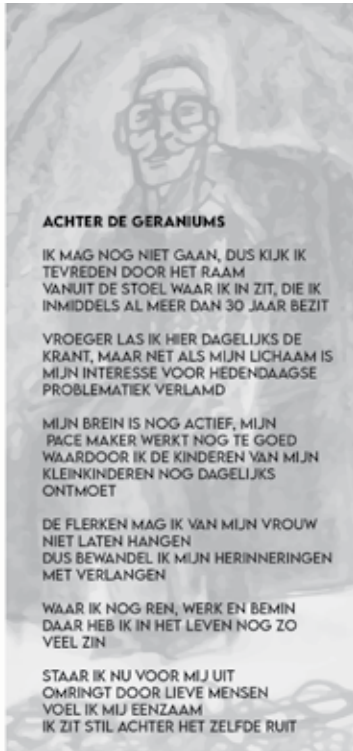 ACHTER DE GERANIUMS
IK MAG NOG NIET GAAN, DUS KIJK IK
TEVREDEN DOOR HET RAAM
VANUIT DE STOEL WAAR IK IN ZIT, DIE IK
INMIDDELS AL MEER DAN 30 JAAR BEZIT
VROEGER LAS IK HIER DAGELIJKS DE
KRANT, MAAR NET ALS MIJN LICHAAM IS
MIJN INTERESSE VOOR HEDENDAAGSE
PROBLEMATIEK VERLAMD
MIJN BREIN IS NOG ACTIEF, MIJN
PACE MAKER WERKT NOG TE GOED
WAARDOOR IK DE KINDEREN VAN MIJN
KLEINKINDEREN NOG DAGELIJKS
ONTMOET
DE FLERKEN MAG IK VAN MIJN VROUW
NIET LATEN HANGEN
DUS BEWANDEL IK MIJN HERINNERINGEN
MET VERLANGEN
WAAR IK NOG REN, WERK EN BEMIN
DAAR HEB IK IN HET LEVEN NOG ZO
VEEL ZIN
STAAR IK NU VOOR MIJ UIT
OMRINGT DOOR LIEVE MENSEN
VOEL IK MIJ EENZAAM
IK ZIT STIL ACHTER HET ZELFDE RUIT